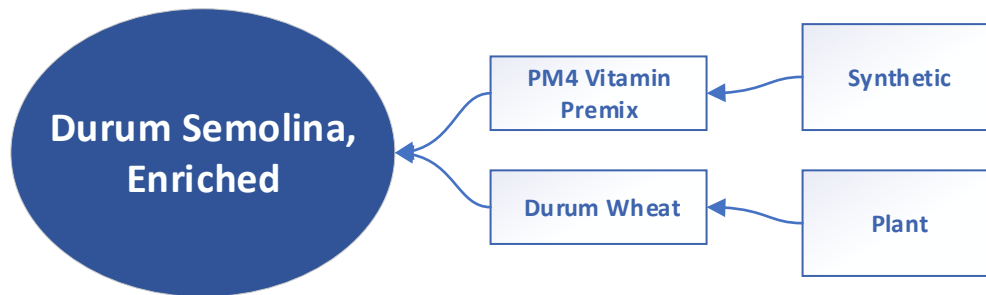 Durum Semolina,
Enriched
PM4 Vitamin
Premix
Synthetic
Durum Wheat
Plant